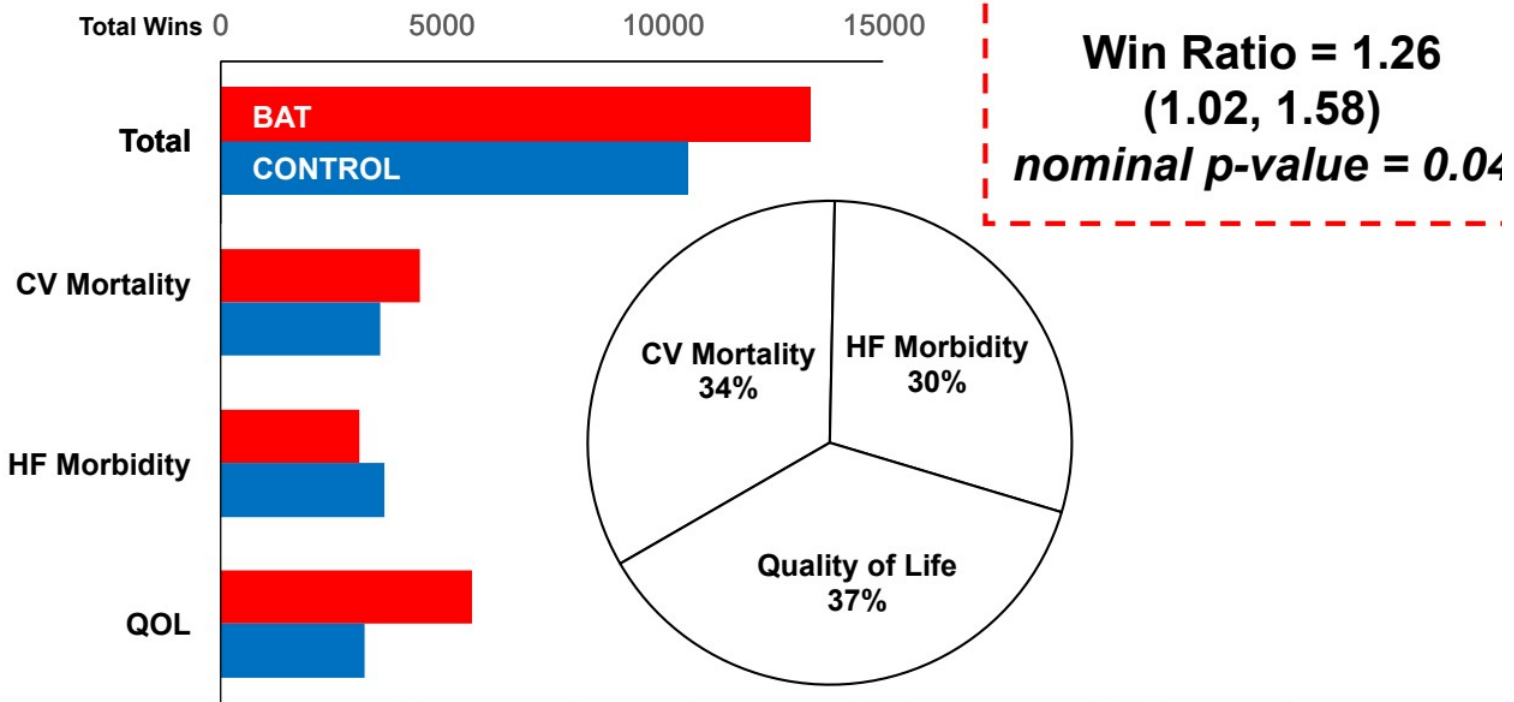 Total Wins 0 5000 10000 15000
Win Ratio = 1.26
(1.02, 1.58)
nominal p-value = 0.04
Total
BAT
CONTROL
CV Mortality
HF Morbidity
QOL
CV Mortality
34%
HF Morbidity
30%
Quality of Life
37%